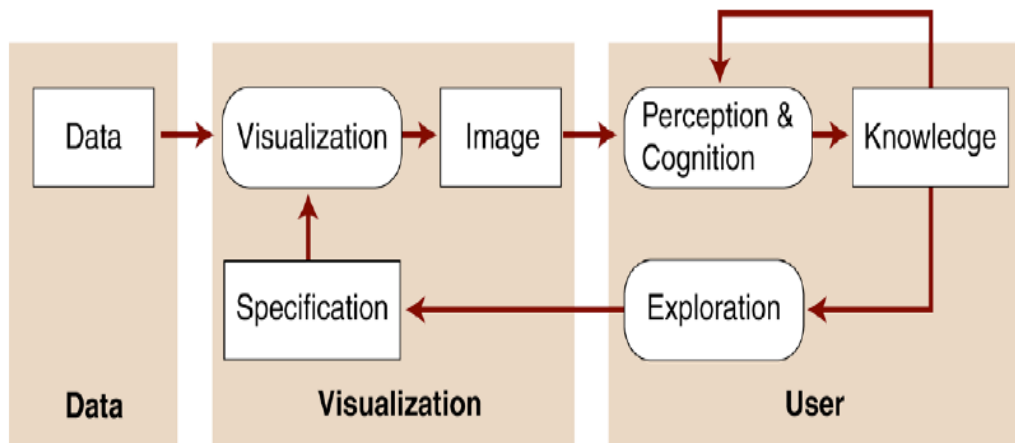 Data
Visualization
Image
Perception &
Cognition
Knowledge
Specification
Exploration
Data
Visualization
User